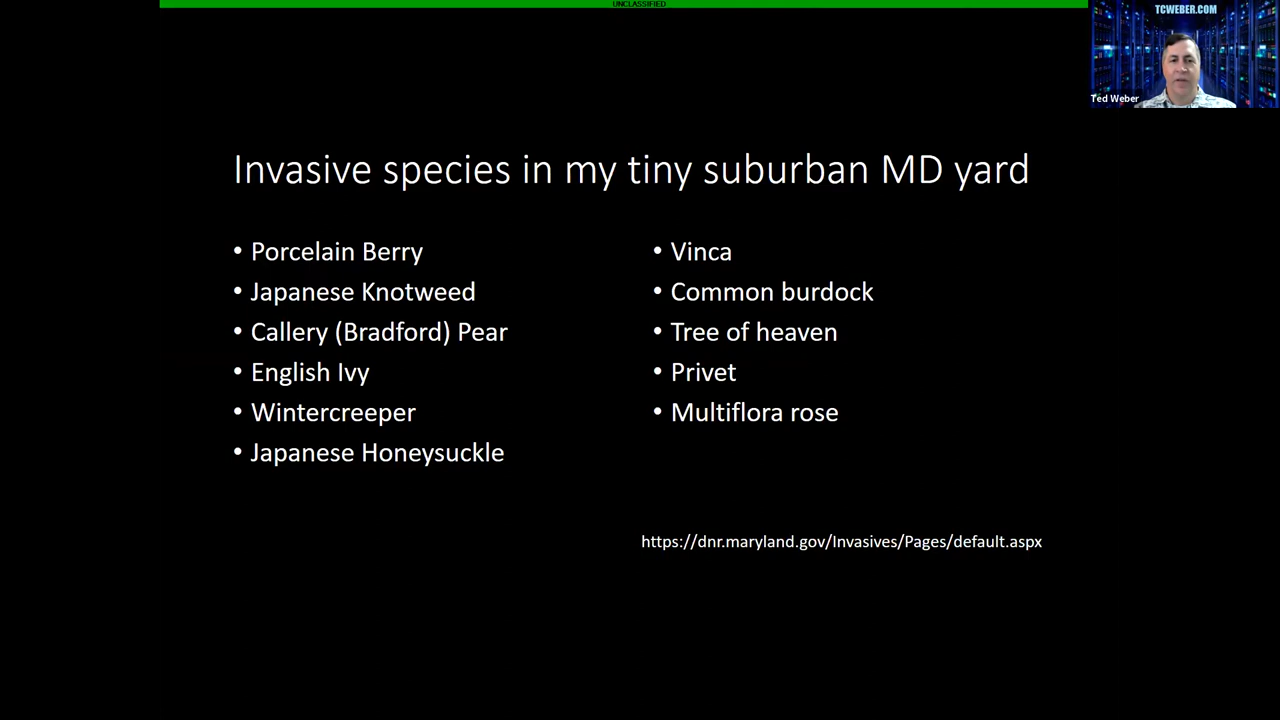 UNCLASSIFIED
TCWEBER.COM
Ted Weber
Invasive species in my tiny suburban MD yard
• Porcelain Berry
• Japanese Knotweed
• Callery (Bradford) Pear
• English Ivy
• Wintercreeper
• Japanese Honeysuckle
• Vinca
• Common burdock
• Tree of heaven
• Privet
• Multiflora rose
https://dnr.maryland.gov/Invasives/Pages/default.aspx